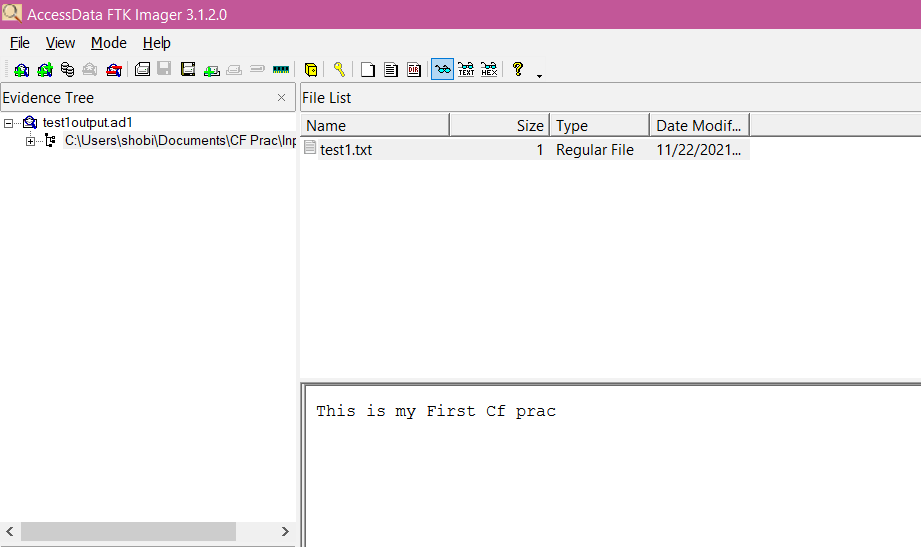 AccessData FTK Imager 3.1.2.0
File View Mode Help
TEXT HEX ?
Evidence Tree
File List
test1output.ad1
C:\Users\shobi\Documents\CF Prac\Inp
Name Size Type Date Modif...
test1.txt 1 Regular File 11/22/2021...
This is my First Cf prac